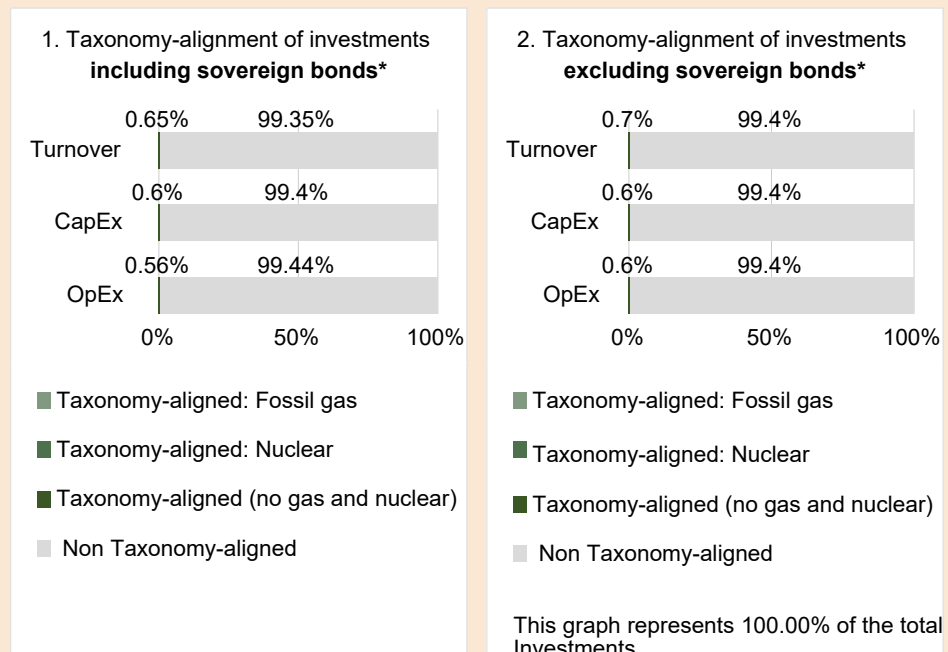 1. Taxonomy-alignment of investments
including sovereign bonds*
0.65% 99.35%
Turnover
0.6% 99.4%
CapEx
0.56% 99.44%
OpEx
0% 50% 100%
Taxonomy-aligned: Fossil gas
Taxonomy-aligned: Nuclear
Taxonomy-aligned (no gas and nuclear)
Non Taxonomy-aligned
2. Taxonomy-alignment of investments
excluding sovereign bonds*
0.7% 99.4%
Turnover
0.6% 99.4%
CapEx
0.6% 99.4%
OpEx
0% 50% 100%
Taxonomy-aligned: Fossil gas
Taxonomy-aligned: Nuclear
Taxonomy-aligned (no gas and nuclear)
Non Taxonomy-aligned
This graph represents 100.00% of the total
Investments